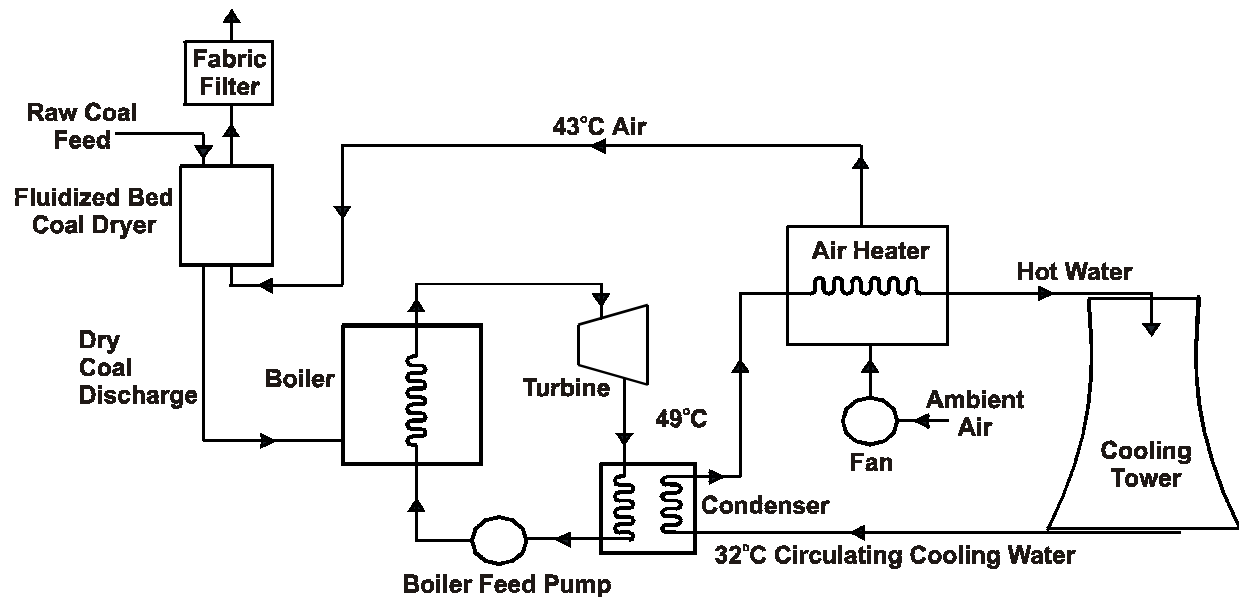 Fabric
Filter
Raw Coal
Feed
43°C Air
Fluidized Bed
Coal Dryer
Air Heater
Hot Water
Dry
Coal
Discharge
Boiler
Turbine
49°C
Ambient
Air
Fan
Cooling
Tower
Condenser
32ⁿC Circulating Cooling Water
Boiler Feed Pump